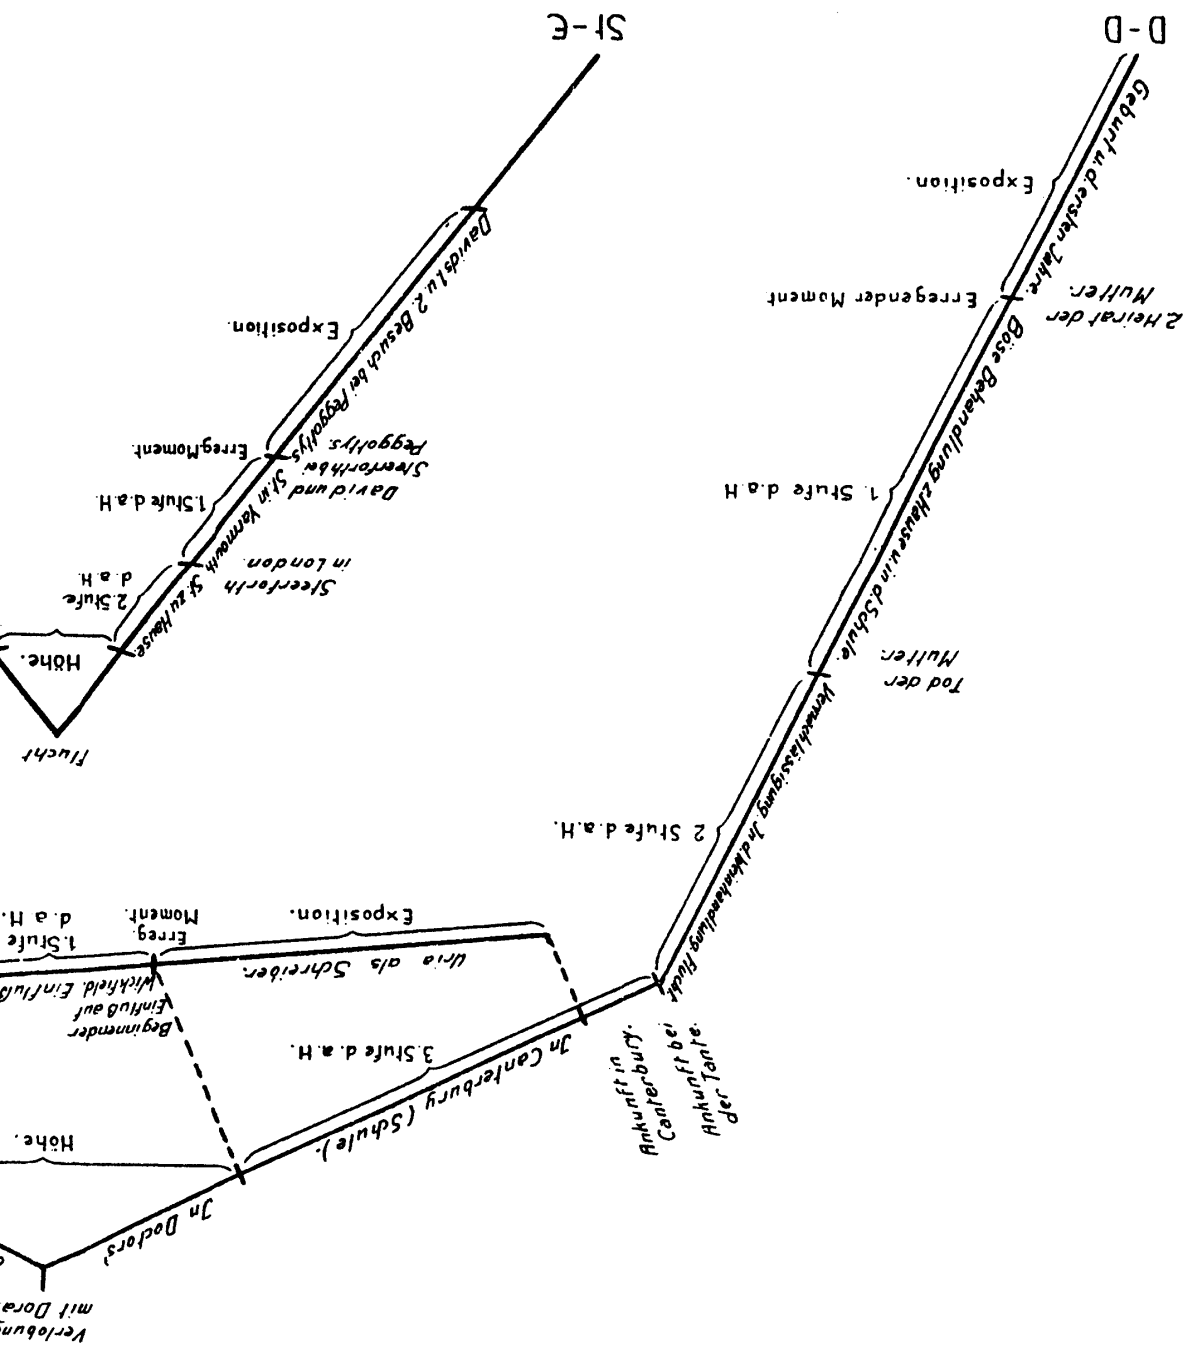 Verlobung
mit Dora
Jn Doctors'
Höhe.
Jn Canterbury (Schule).
3.Stufe d.a.H.
Ankunft in
Canterbury.
Ankunft bei
der Tante.
Beginnender
Einfluß auf
Wickfield.
Einfluß
Uria als Schreiber.
Erreg.
Moment.
1.Stufe
d.a H.
Exposition.
Vernachlässigung. Jn d.Weinhandlung. Flucht
2 Stufe d.a.H.
Flucht
Höhe.
Tod der
Mutter.
St. zu Hause.
2.Stufe
d.a.H.
Steerforth
in London.
St. in Yarmouth.
1.Stufe d.a.H.
David und
Steerforth bei
Peggottys.
Erreg.Moment.
Böse Behandlung z.Hause u.in d.Schule.
1. Stufe d.a.H
Davids 1.u.2. Besuch bei Peggottys
Exposition.
2.Heirat der
Mutter.
Erregender Moment
Geburt u.d.ersten Jahre.
Exposition.
D-D
St-E